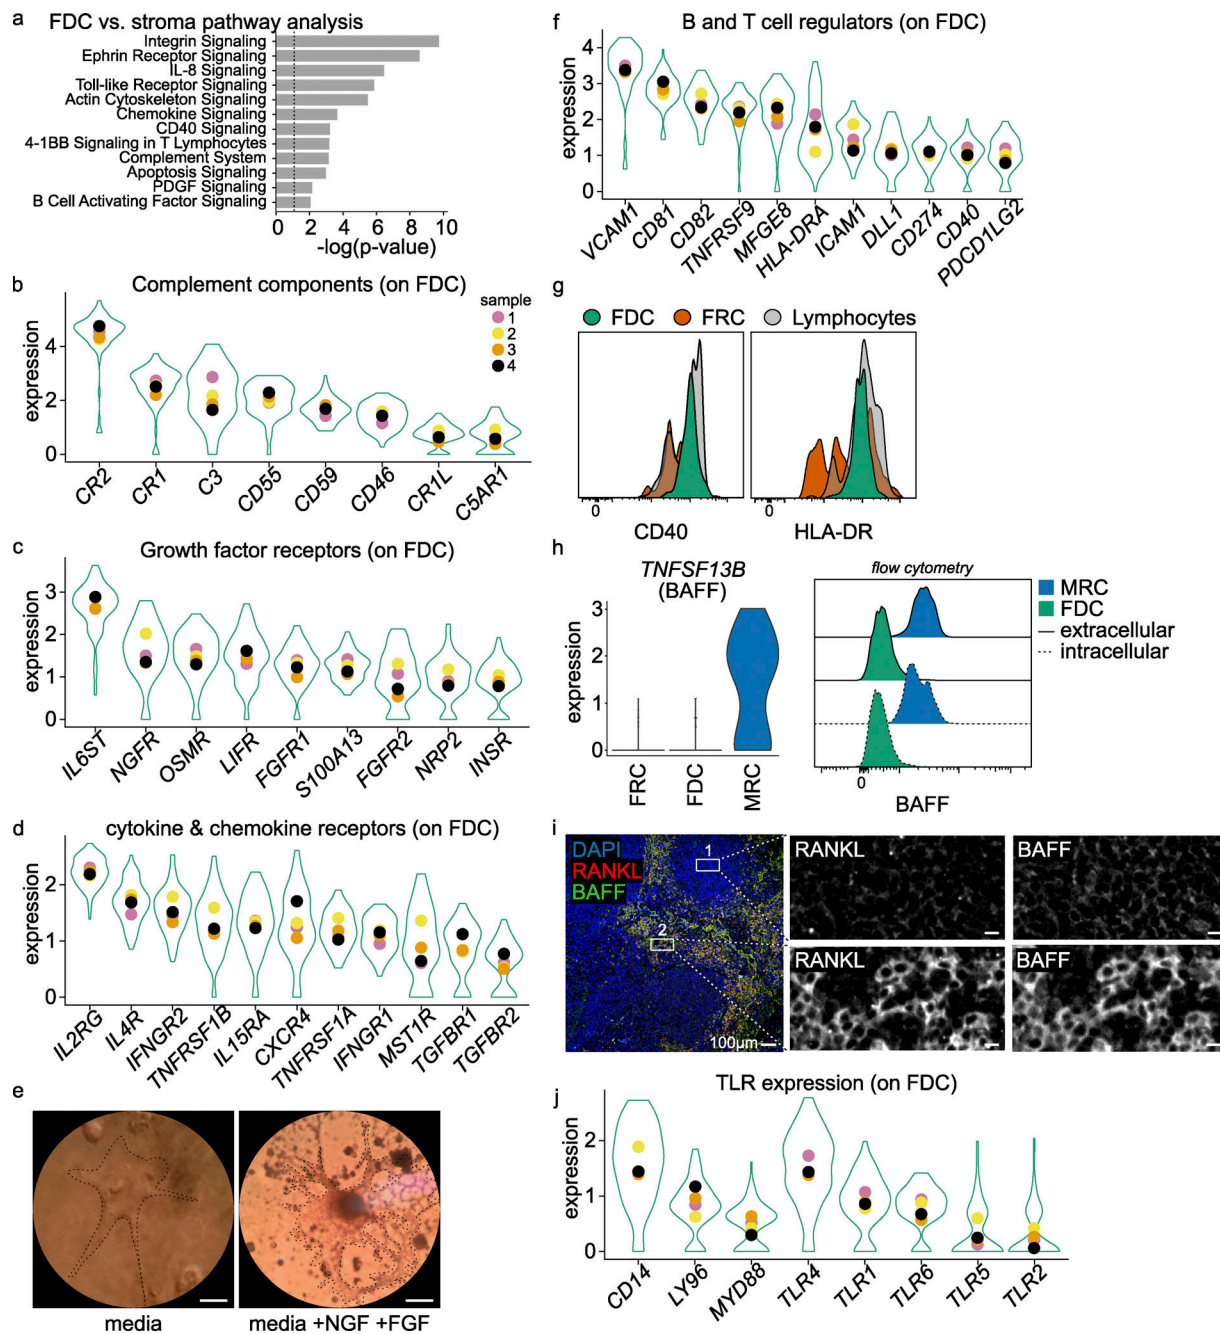 a
FDC vs. stroma pathway analysis
Integrin Signaling
Ephrin Receptor Signaling
IL-8 Signaling
Toll-like Receptor Signaling
Actin Cytoskeleton Signaling
Chemokine Signaling
CD40 Signaling
4-1BB Signaling in T Lymphocytes
Complement System
Apoptosis Signaling
PDGF Signaling
B Cell Activating Factor Signaling
0 2 4 6 8 10
-log(p-value)
b
Complement components (on FDC)
sample
1
2
3
4
expression
4
2
0
CR2 CR1 C3 CD55 CD59 CD46 CR1L C5AR1
c
Growth factor receptors (on FDC)
expression
3
2
1
0
IL6ST NGFR OSMR LIFR FGFR1 S100A13 FGFR2 NRP2 INSR
d
cytokine & chemokine receptors (on FDC)
expression
2
1
0
IL2RG IL4R IFNGR2 TNFRSF1B IL15RA CXCR4 TNFRSF1A IFNGR1 MST1R TGFBR1 TGFBR2
e
media
media +NGF +FGF
f
B and T cell regulators (on FDC)
expression
4
3
2
1
0
VCAM1 CD81 CD82 TNFRSF9 MFGE8 HLA-DRA ICAM1 DLL1 CD274 CD40 PDCD1LG2
g
FDC FRC Lymphocytes
0
CD40
0
HLA-DR
h
TNFSF13B
(BAFF)
expression
3
2
1
0
FRC FDC MRC
flow cytometry
MRC
FDC
extracellular
intracellular
0
BAFF
i
DAPI
RANKL
BAFF
1
2
100µm
RANKL
BAFF
RANKL
BAFF
j
TLR expression (on FDC)
expression
2
1
0
CD14 LY96 MYD88 TLR4 TLR1 TLR6 TLR5 TLR2